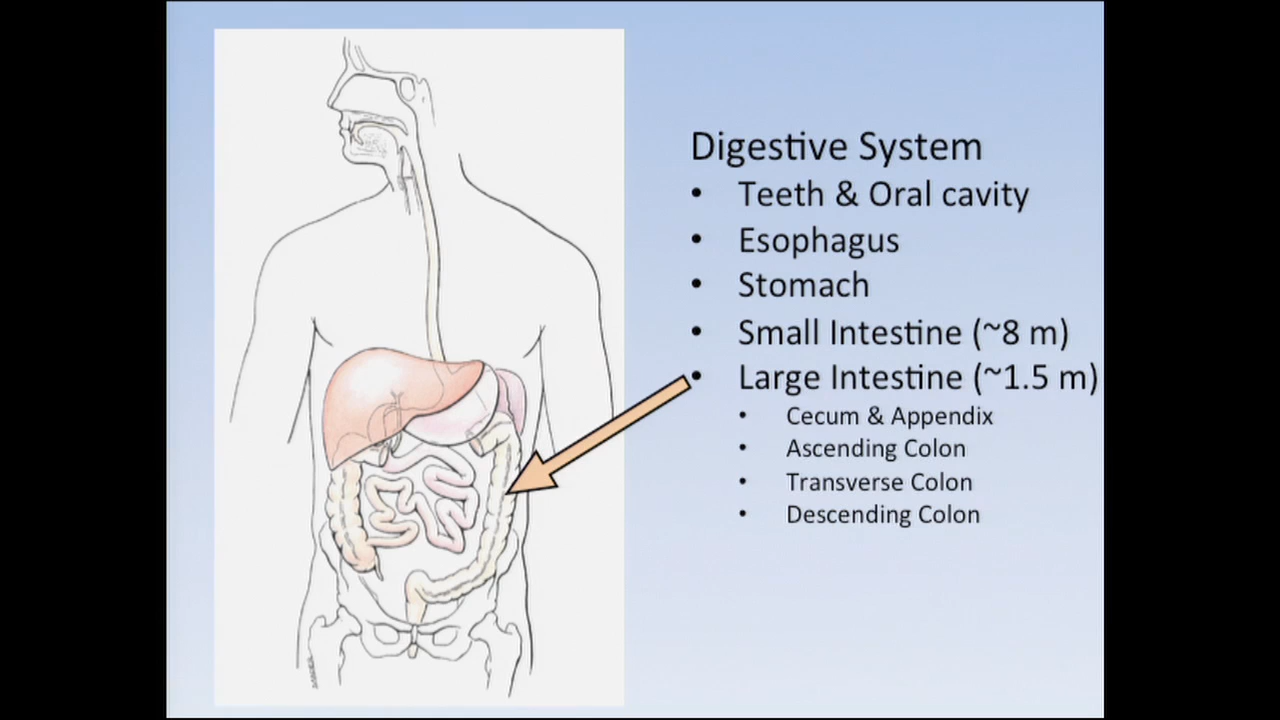 Digestive System
• Teeth & Oral cavity
• Esophagus
• Stomach
• Small Intestine (~8 m)
• Large Intestine (~1.5 m)
• Cecum & Appendix
• Ascending Colon
• Transverse Colon
• Descending Colon